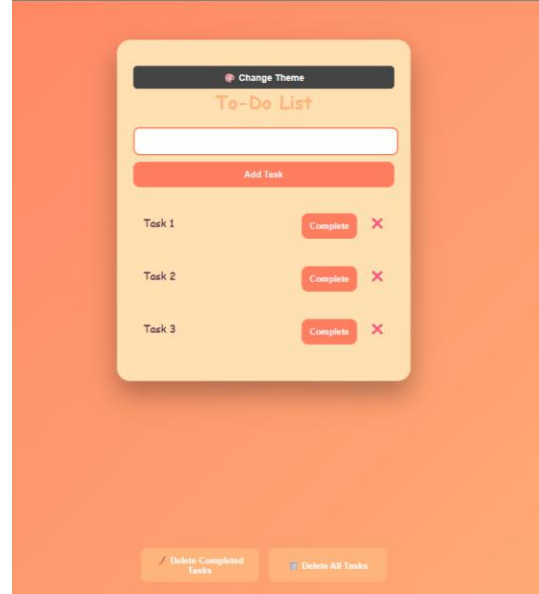 Change Theme
To-Do List
Add Task
Task 1
Complete
Task 2
Complete
Task 3
Complete
Delete Completed
Tasks
Delete All Tasks